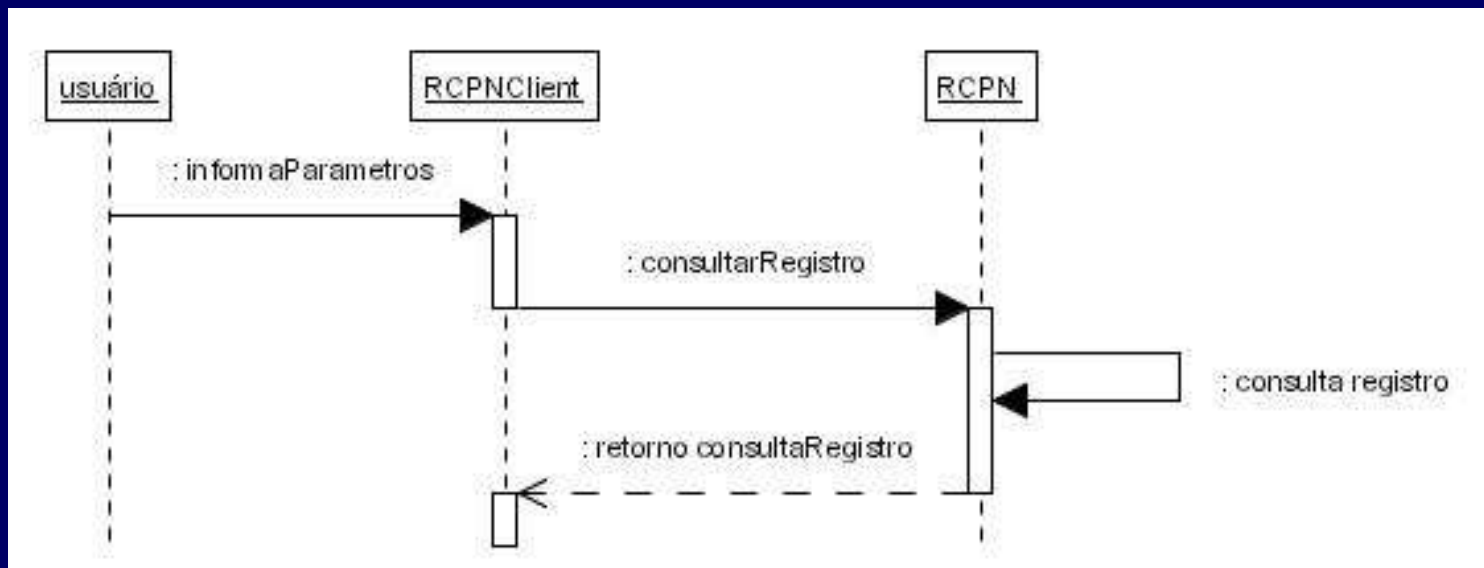 usuário
RCPNClient
RCPN
: informaParametros
: consultarRegistro
: consulta registro
: retorno consultaRegistro